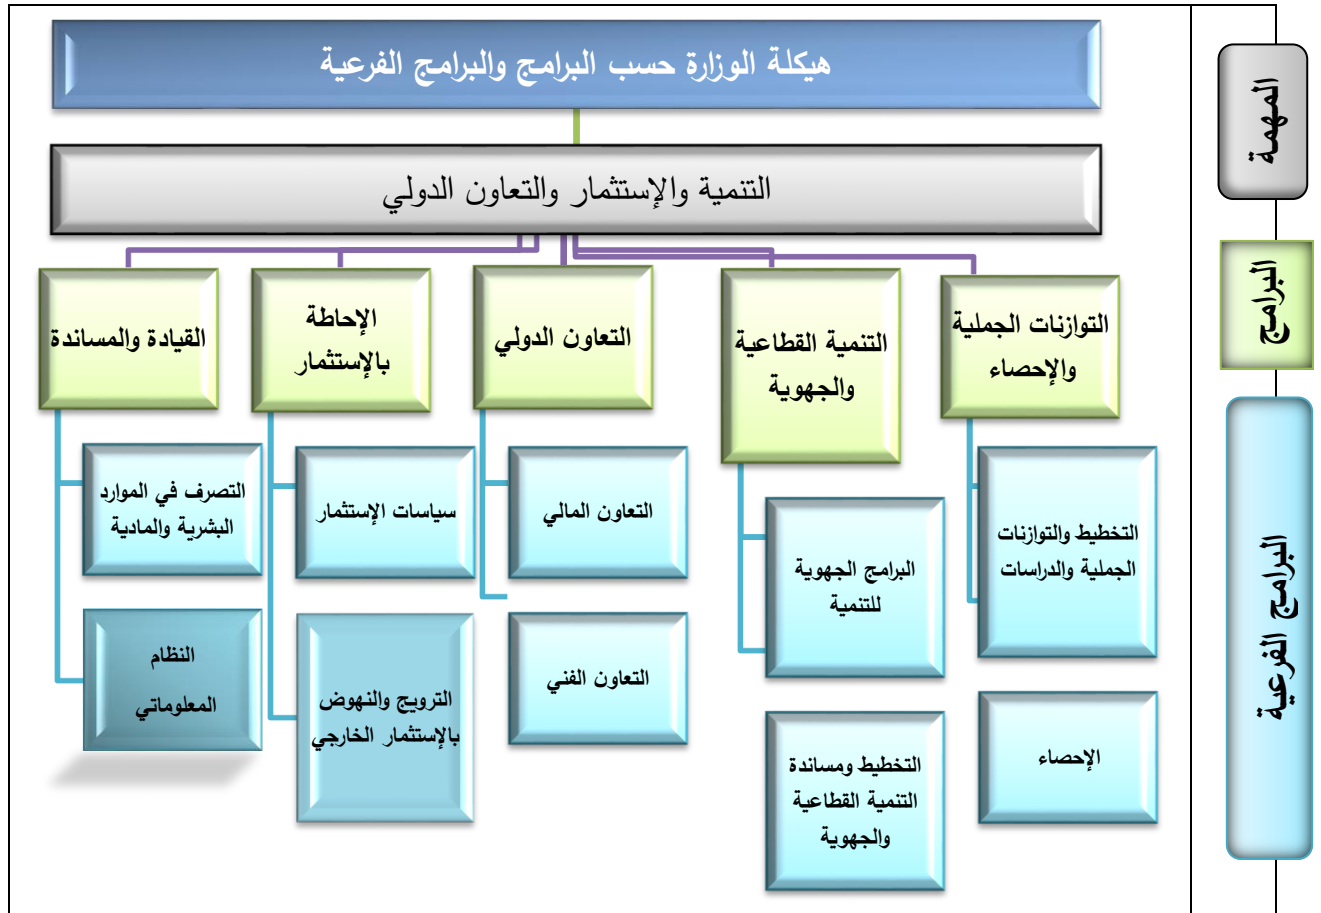 هيكلة الوزارة حسب البرامج والبرامج الفرعية
المهمة
التنمية والإستثمار والتعاون الدولي
البرامج
التوازنات الجملية
والإحصاء
التنمية القطاعية
والجهوية
التعاون الدولي
الإحاطة
بالإستثمار
القيادة والمساندة
البرامج الفرعية
التخطيط والتوازنات
الجملية والدراسات
الإحصاء
البرامج الجهوية
للتنمية
التخطيط ومساندة
التنمية القطاعية
والجهوية
التعاون المالي
التعاون الفني
سياسات الإستثمار
الترويج والنهوض
بالإستثمار الخارجي
التصرف في الموارد
البشرية والمادية
النظام
المعلوماتي